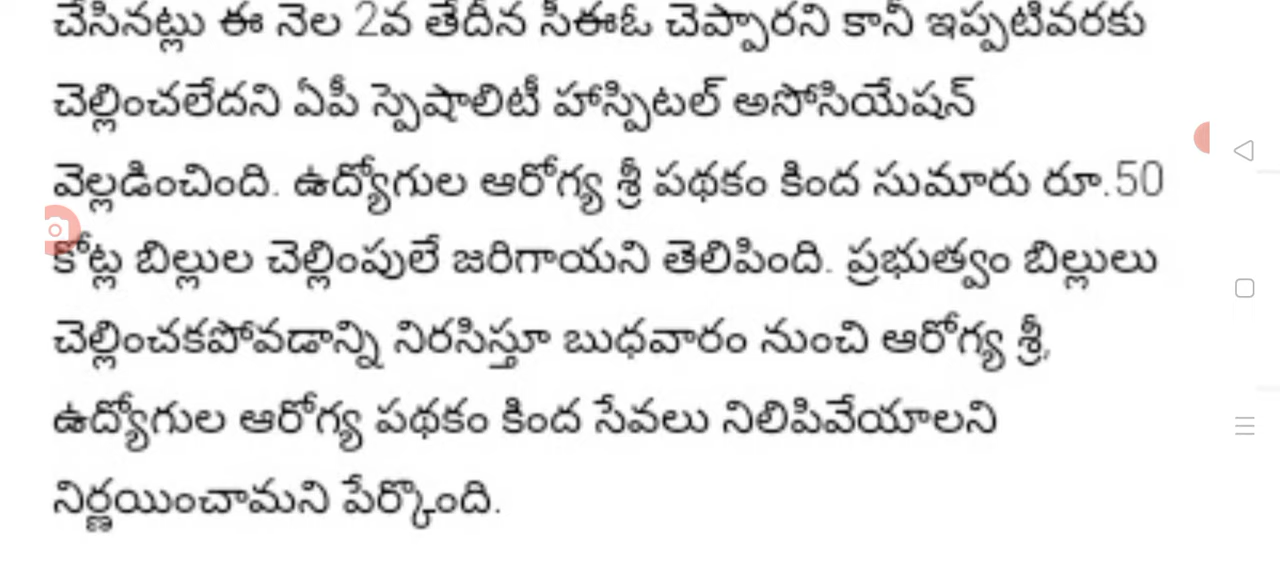 చేసినట్లు ఈ నెల 2వ తేదీన సీఈఓ చెప్పారని కానీ ఇప్పటివరకు
చెల్లించలేదని ఏపీ స్పెషాలిటీ హాస్పిటల్ అసోసియేషన్
వెల్లడించింది. ఉద్యోగుల ఆరోగ్య శ్రీ పథకం కింద సుమారు రూ.50
కోట్ల బిల్లుల చెల్లింపులే జరిగాయని తెలిపింది. ప్రభుత్వం బిల్లులు
చెల్లించకపోవడాన్ని నిరసిస్తూ బుధవారం నుంచి ఆరోగ్య శ్రీ,
ఉద్యోగుల ఆరోగ్య పథకం కింద సేవలు నిలిపివేయాలని
నిర్ణయించామని పేర్కొంది.